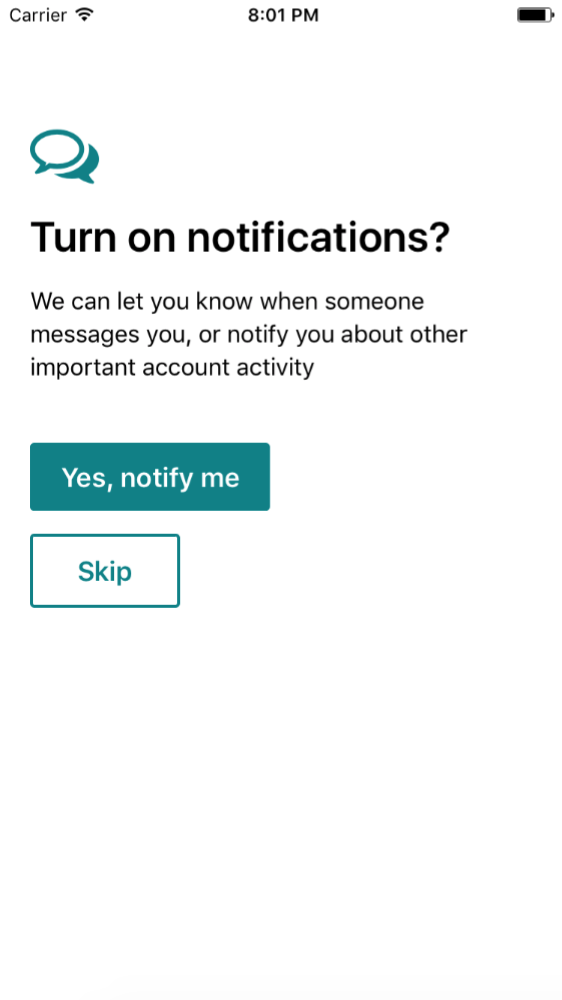 Carrier 8:01 PM
Turn on notifications?
We can let you know when someone
messages you, or notify you about other
important account activity
Yes, notify me
Skip